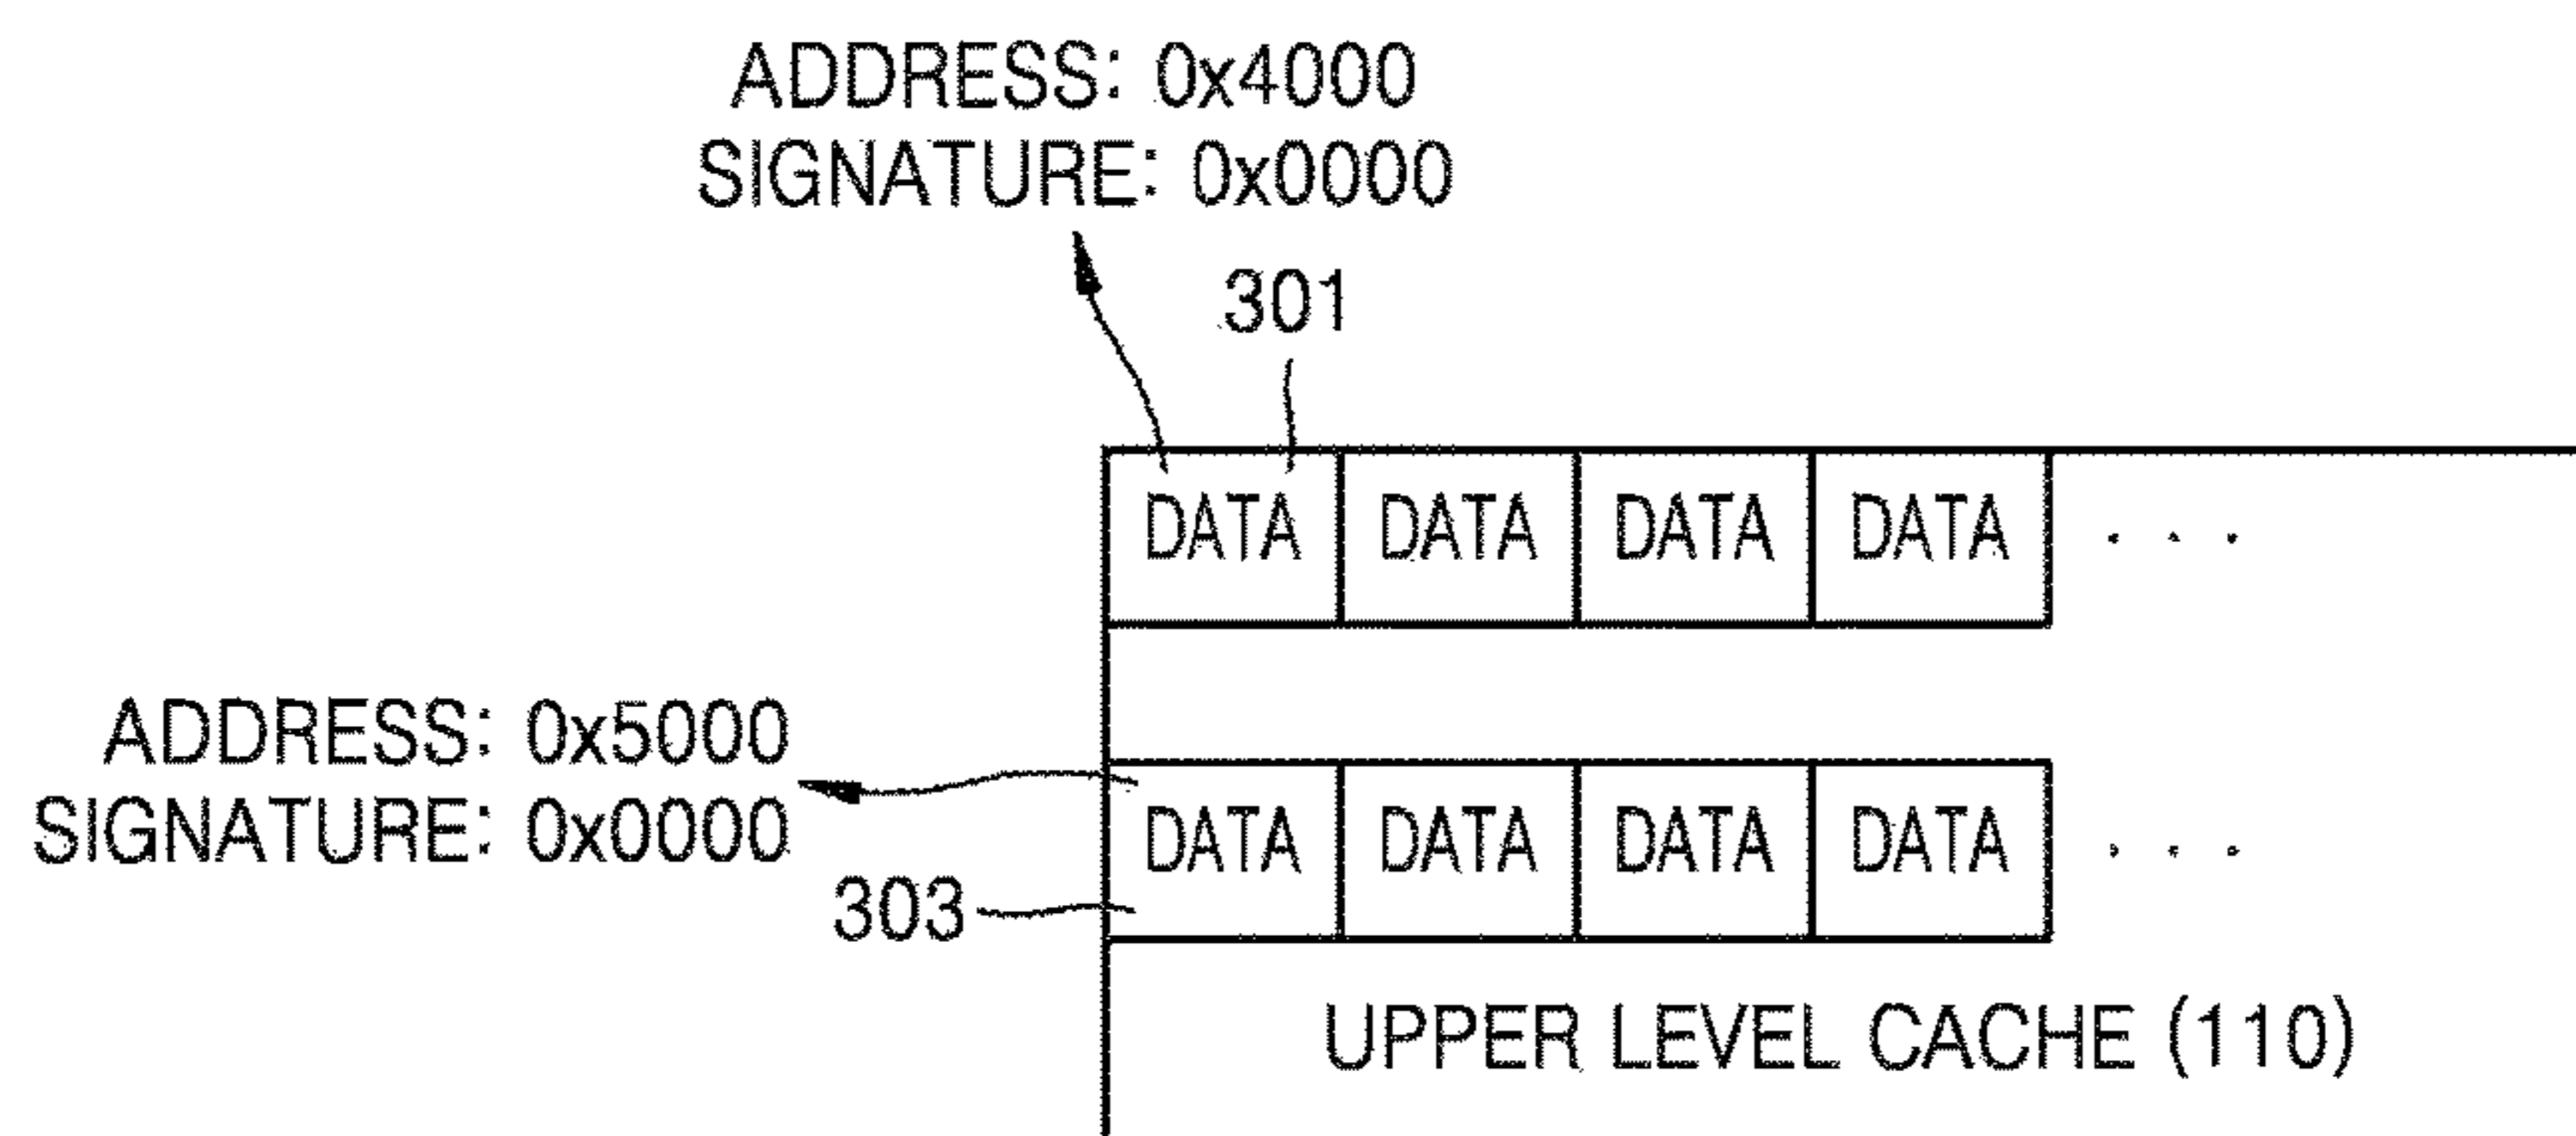 ADDRESS: 0x4000
SIGNATURE: 0x0000
301
DATA DATA DATA DATA . . .
ADDRESS: 0x5000
SIGNATURE: 0x0000
303
DATA DATA DATA DATA . . .
UPPER LEVEL CACHE (110)